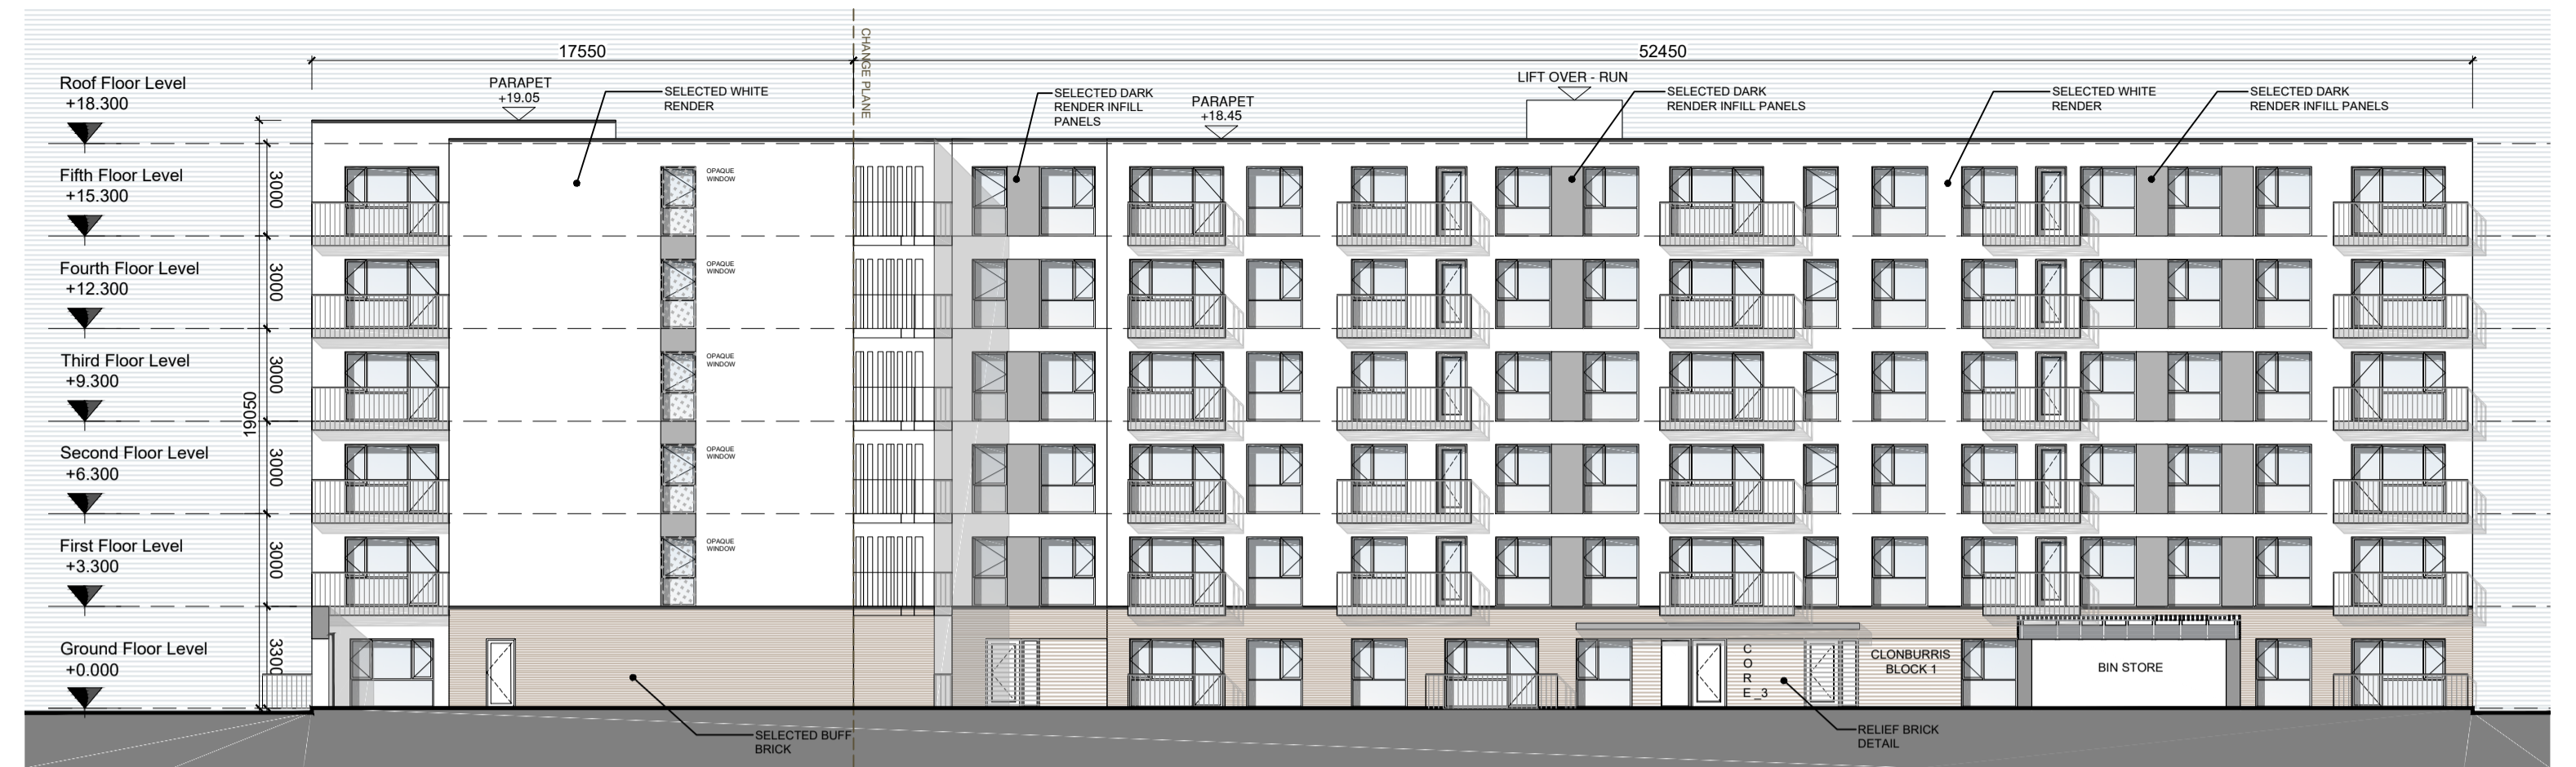 17550
52450
CHANGE PLANE
Roof Floor Level
+18.300
PARAPET
+19.05
SELECTED WHITE
RENDER
SELECTED DARK
RENDER INFILL
PANELS
PARAPET
+18.45
LIFT OVER - RUN
SELECTED DARK
RENDER INFILL PANELS
SELECTED WHITE
RENDER
SELECTED DARK
RENDER INFILL PANELS
Fifth Floor Level
+15.300
3000
OPAQUE
WINDOW
Fourth Floor Level
+12.300
3000
OPAQUE
WINDOW
Third Floor Level
+9.300
3000
OPAQUE
WINDOW
19050
Second Floor Level
+6.300
3000
OPAQUE
WINDOW
First Floor Level
+3.300
3000
OPAQUE
WINDOW
Ground Floor Level
+0.000
3300
CORE_3
CLONBURRIS
BLOCK 1
BIN STORE
SELECTED BUFF
BRICK
RELIEF BRICK
DETAIL